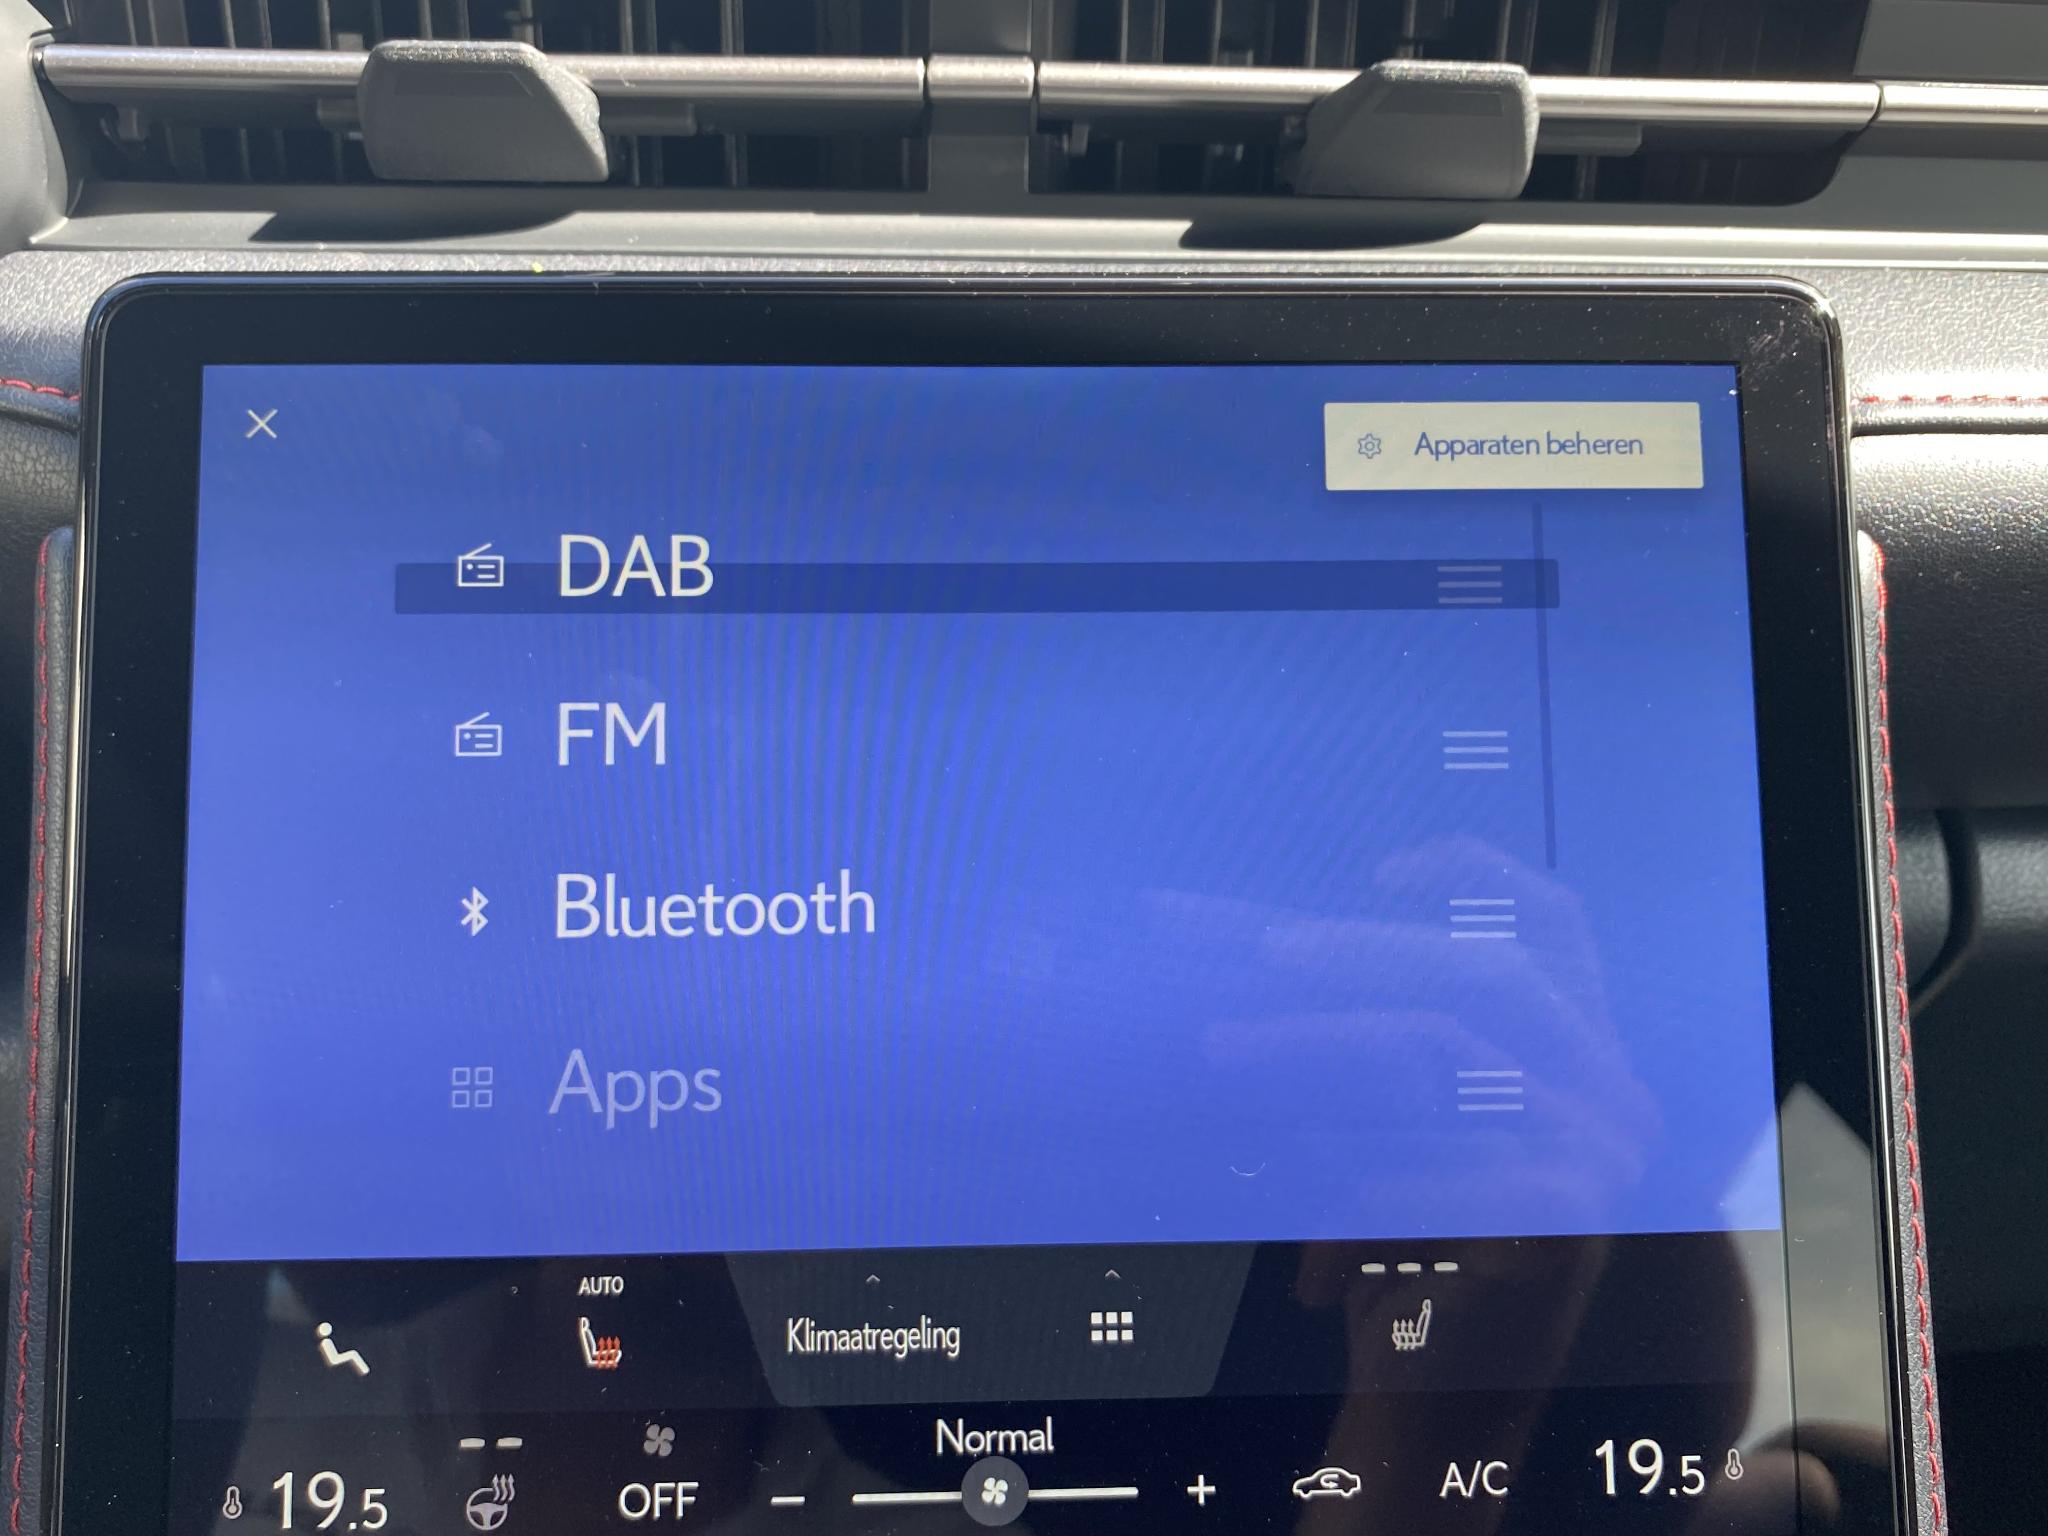 Apparaten beheren
DAB
FM
Bluetooth
Apps
AUTO
Klimaatregeling
Normal
19.5
OFF
A/C
19.5